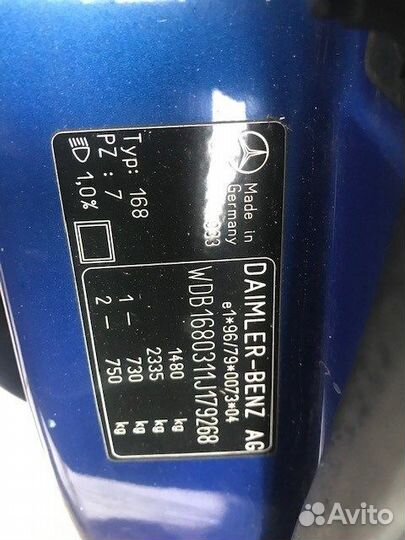 DAIMLER-BENZ AG
e1*96/79*0073*04
WDB1680311J179268
1480 kg
2335 kg
1 – 730 kg
2 – 750 kg
Made in
Germany
Typ: 168
PZ : 7
1,0%
Avito